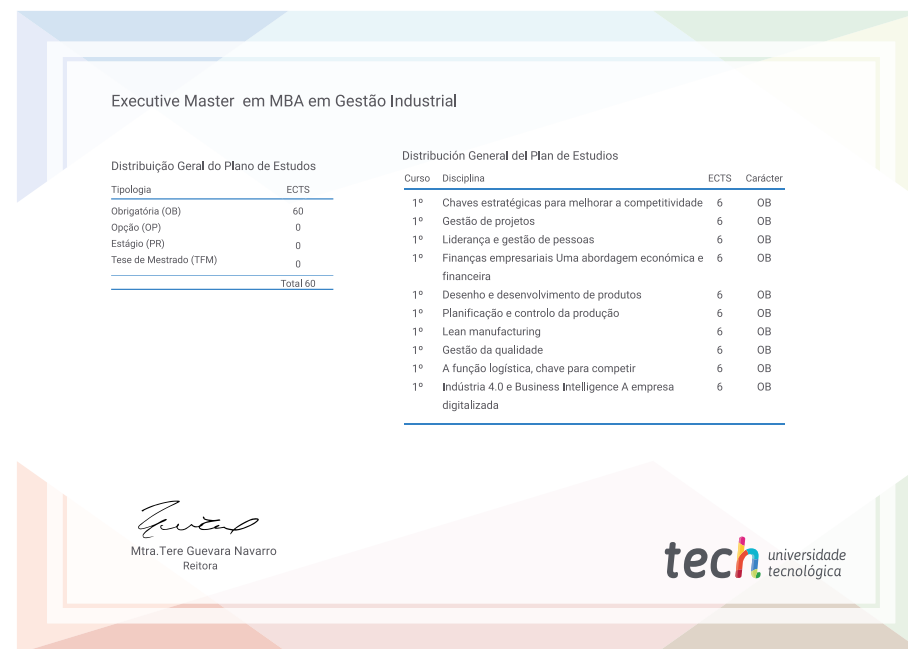 Executive Master em MBA em Gestão Industrial
Distribuição Geral do Plano de Estudos
Tipologia ECTS
Obrigatória (OB) 60
Opção (OP) 0
Estágio (PR) 0
Tese de Mestrado (TFM) 0
Total 60
Distribución General del Plan de Estudios
Curso Disciplina ECTS Carácter
1º Chaves estratégicas para melhorar a competitividade 6 OB
1º Gestão de projetos 6 OB
1º Liderança e gestão de pessoas 6 OB
1º Finanças empresariais Uma abordagem económica e 6 OB
financeira
1º Desenho e desenvolvimento de produtos 6 OB
1º Planificação e controlo da produção 6 OB
1º Lean manufacturing 6 OB
1º Gestão da qualidade 6 OB
1º A função logística, chave para competir 6 OB
1º Indústria 4.0 e Business Intelligence A empresa 6 OB
digitalizada
Mtra.Tere Guevara Navarro
Reitora
tech universidade
tecnológica